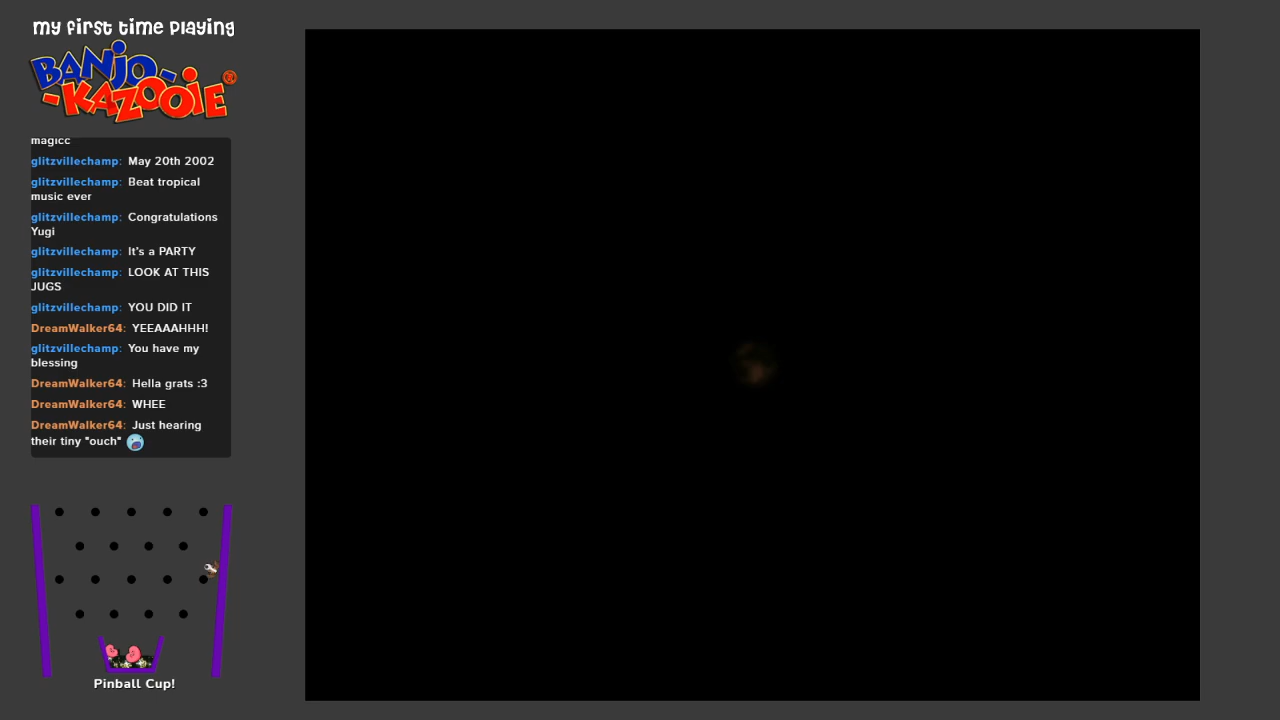 my first time playing
BANJO-
-KAZOOIE®
magicc
glitzvillechamp: May 20th 2002
glitzvillechamp: Beat tropical
music ever
glitzvillechamp: Congratulations
Yugi
glitzvillechamp: It's a PARTY
glitzvillechamp: LOOK AT THIS
JUGS
glitzvillechamp: YOU DID IT
DreamWalker64: YEEAAAHHH!
glitzvillechamp: You have my
blessing
DreamWalker64: Hella grats :3
DreamWalker64: WHEE
DreamWalker64: Just hearing
their tiny "ouch"
Pinball Cup!